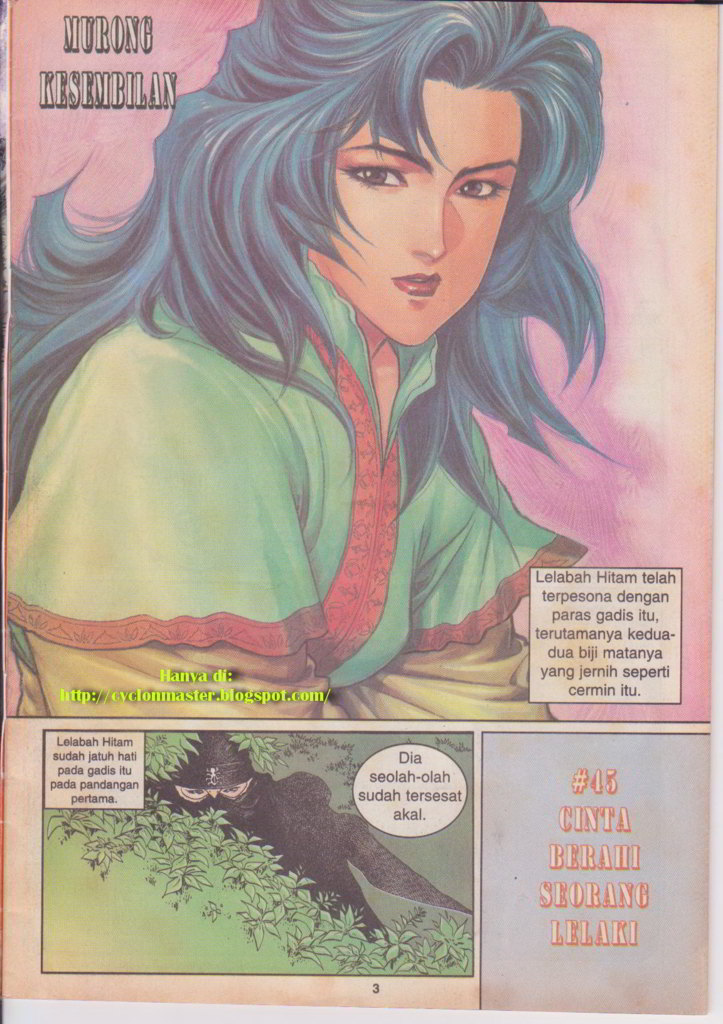 MURONG
KESEMBILAN
Lelabah Hitam telah
terpesona dengan
paras gadis itu,
terutamanya kedua-
dua biji matanya
yang jernih seperti
cermin itu.
Hanya di:
http://cyclonmaster.blogspot.com/
Lelabah Hitam
sudah jatuh hati
pada gadis itu
pada pandangan
pertama.
Dia
seolah-olah
sudah tersesat
akal.
#45
CINTA
BERAHI
SEORANG
LELAKI
3